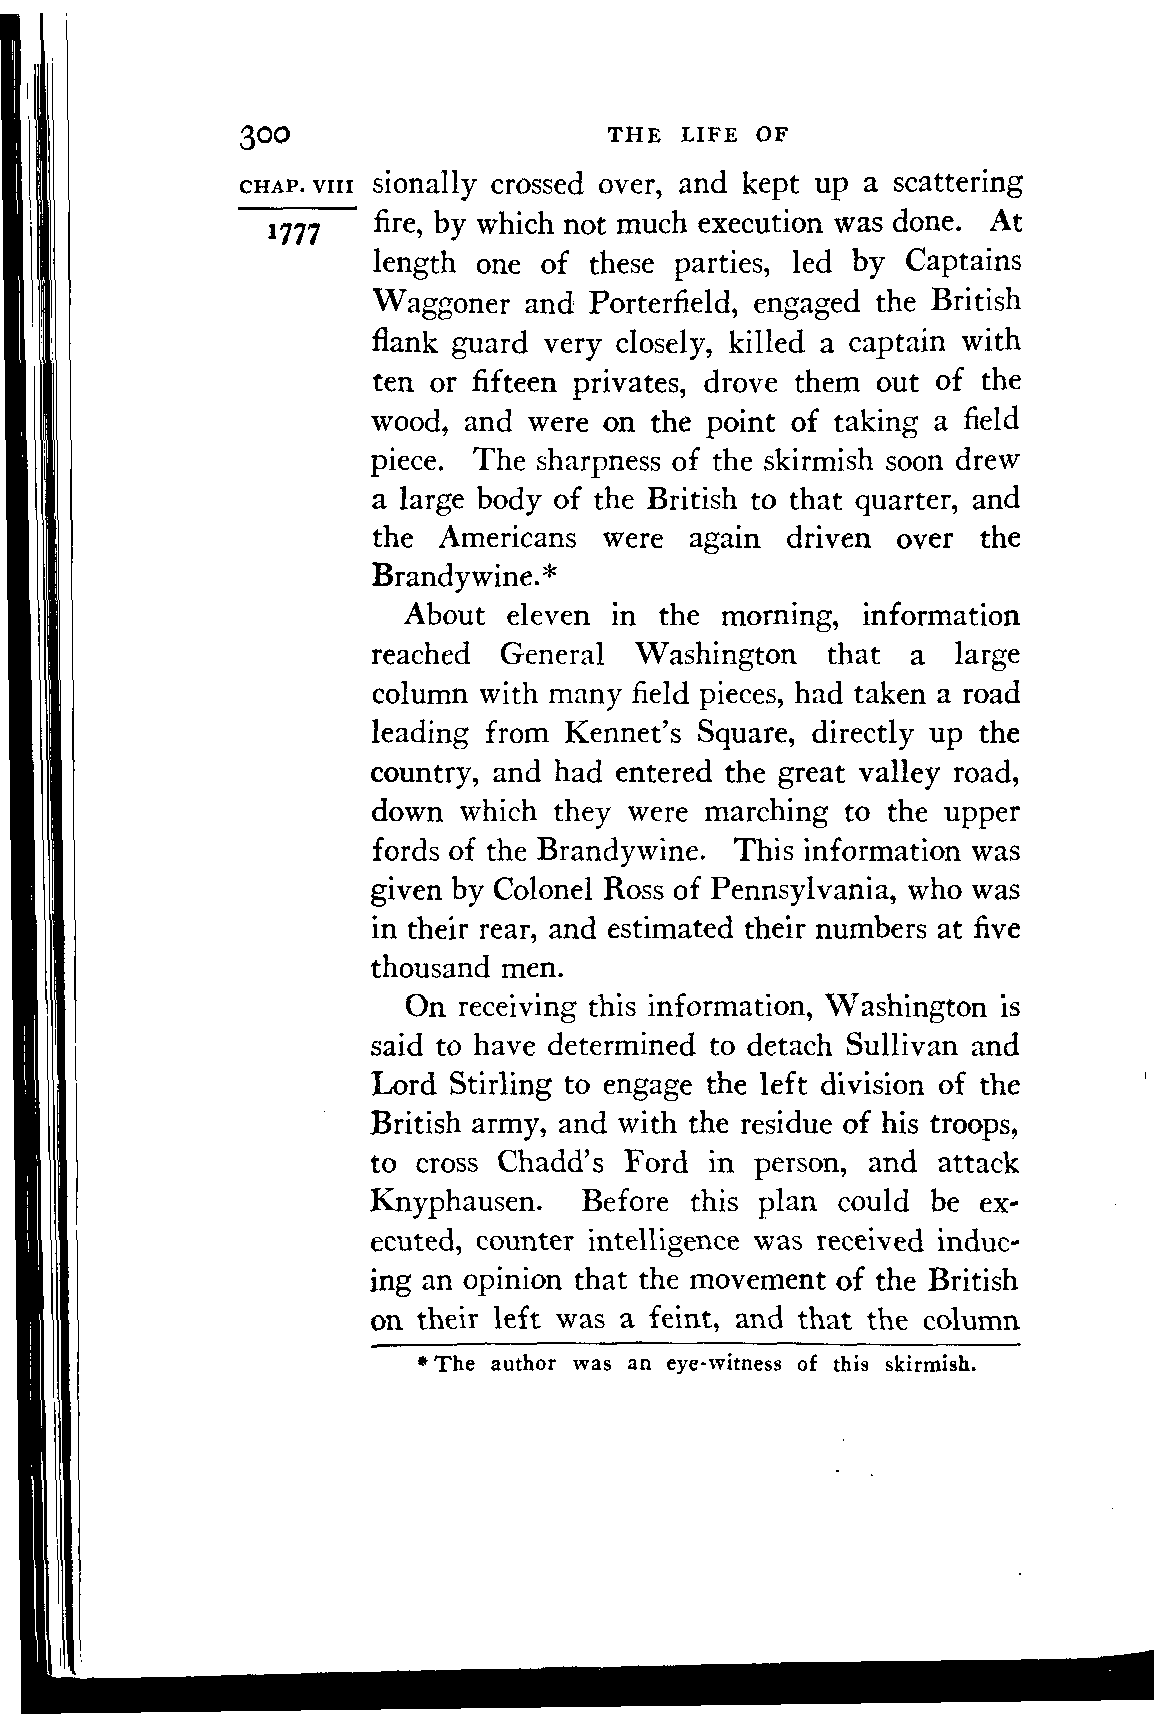 300 THE LIFE OF
CHAP. VIII sionally crossed over, and kept up a scattering
1777 fire, by which not much execution was done. At
length one of these parties, led by Captains
Waggoner and Porterfield, engaged the British
flank guard very closely, killed a captain with
ten or fifteen privates, drove them out of the
wood, and were on the point of taking a field
piece. The sharpness of the skirmish soon drew
a large body of the British to that quarter, and
the Americans were again driven over the
Brandywine.*
About eleven in the morning, information
reached General Washington that a large
column with many field pieces, had taken a road
leading from Kennet's Square, directly up the
country, and had entered the great valley road,
down which they were marching to the upper
fords of the Brandywine. This information was
given by Colonel Ross of Pennsylvania, who was
in their rear, and estimated their numbers at five
thousand men.
On receiving this information, Washington is
said to have determined to detach Sullivan and
Lord Stirling to engage the left division of the
British army, and with the residue of his troops,
to cross Chadd's Ford in person, and attack
Knyphausen. Before this plan could be ex-
ecuted, counter intelligence was received induc-
ing an opinion that the movement of the British
on their left was a feint, and that the column
* The author was an eye-witness of this skirmish.